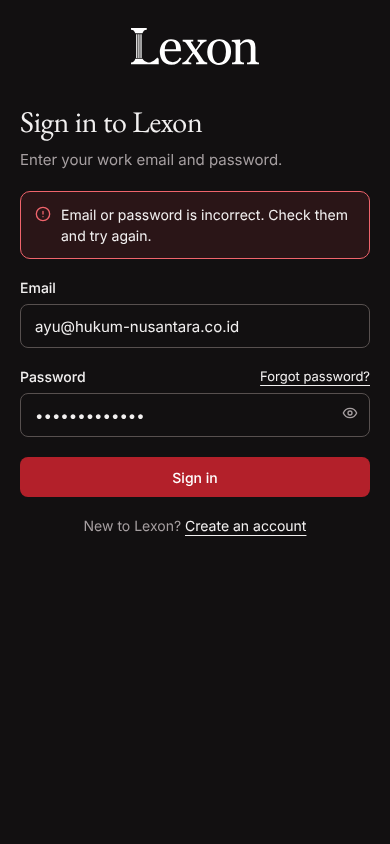 Lexon
Sign in to Lexon
Enter your work email and password.
Email or password is incorrect. Check them
and try again.
Email
ayu@hukum-nusantara.co.id
Password
Forgot password?
•••••••••••••
Sign in
New to Lexon? Create an account